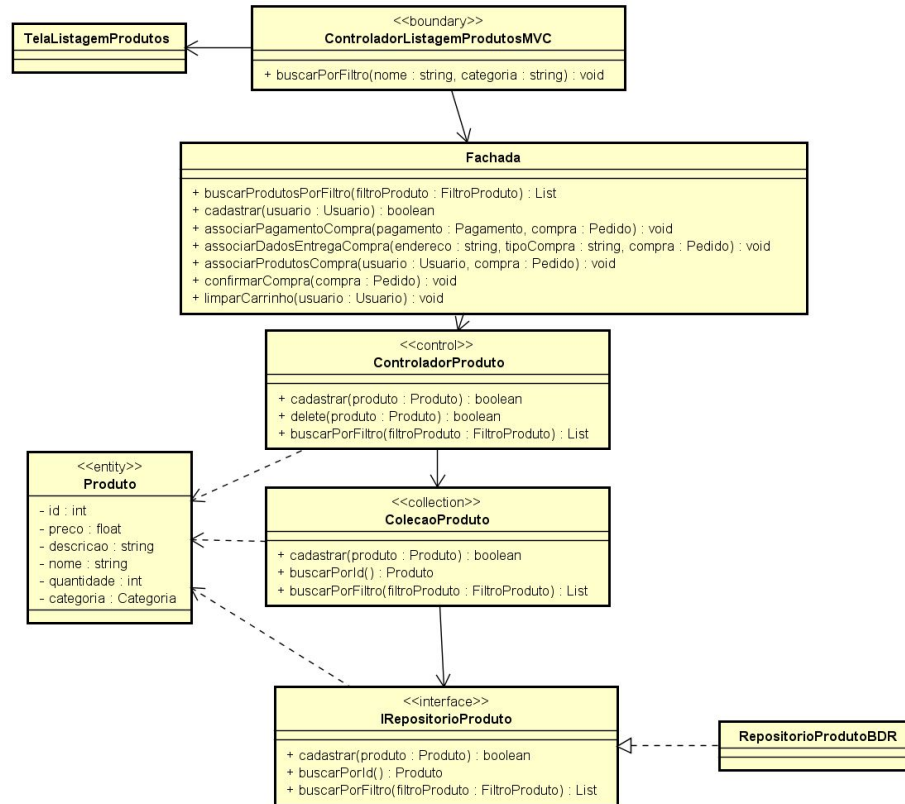 <<boundary>>
TelaListagemProdutos
ControladorListagemProdutosMVC
+ buscarPorFiltro(nome : string, categoria : string) : void
Fachada
+ buscarProdutosPorFiltro(filtroProduto : FiltroProduto) : List
+ cadastrar(usuario : Usuario) : boolean
+ associarPagamentoCompra(pagamento : Pagamento, compra : Pedido) : void
+ associarDadosEntregaCompra(endereco : string, tipoCompra : string, compra : Pedido) : void
+ associarProdutosCompra(usuario : Usuario, compra : Pedido) : void
+ confirmarCompra(compra : Pedido) : void
+ limparCarrinho(usuario : Usuario) : void
<<control>>
ControladorProduto
+ cadastrar(produto : Produto) : boolean
+ delete(produto : Produto) : boolean
+ buscarPorFiltro(filtroProduto : FiltroProduto) : List
<<entity>>
Produto
- id : int
- preco : float
- descricao : string
- nome : string
- quantidade : int
- categoria : Categoria
<<collection>>
ColecaoProduto
+ cadastrar(produto : Produto) : boolean
+ buscarPorId() : Produto
+ buscarPorFiltro(filtroProduto : FiltroProduto) : List
<<interface>>
IRepositorioProduto
+ cadastrar(produto : Produto) : boolean
+ buscarPorId() : Produto
+ buscarPorFiltro(filtroProduto : FiltroProduto) : List
RepositorioProdutoBDR